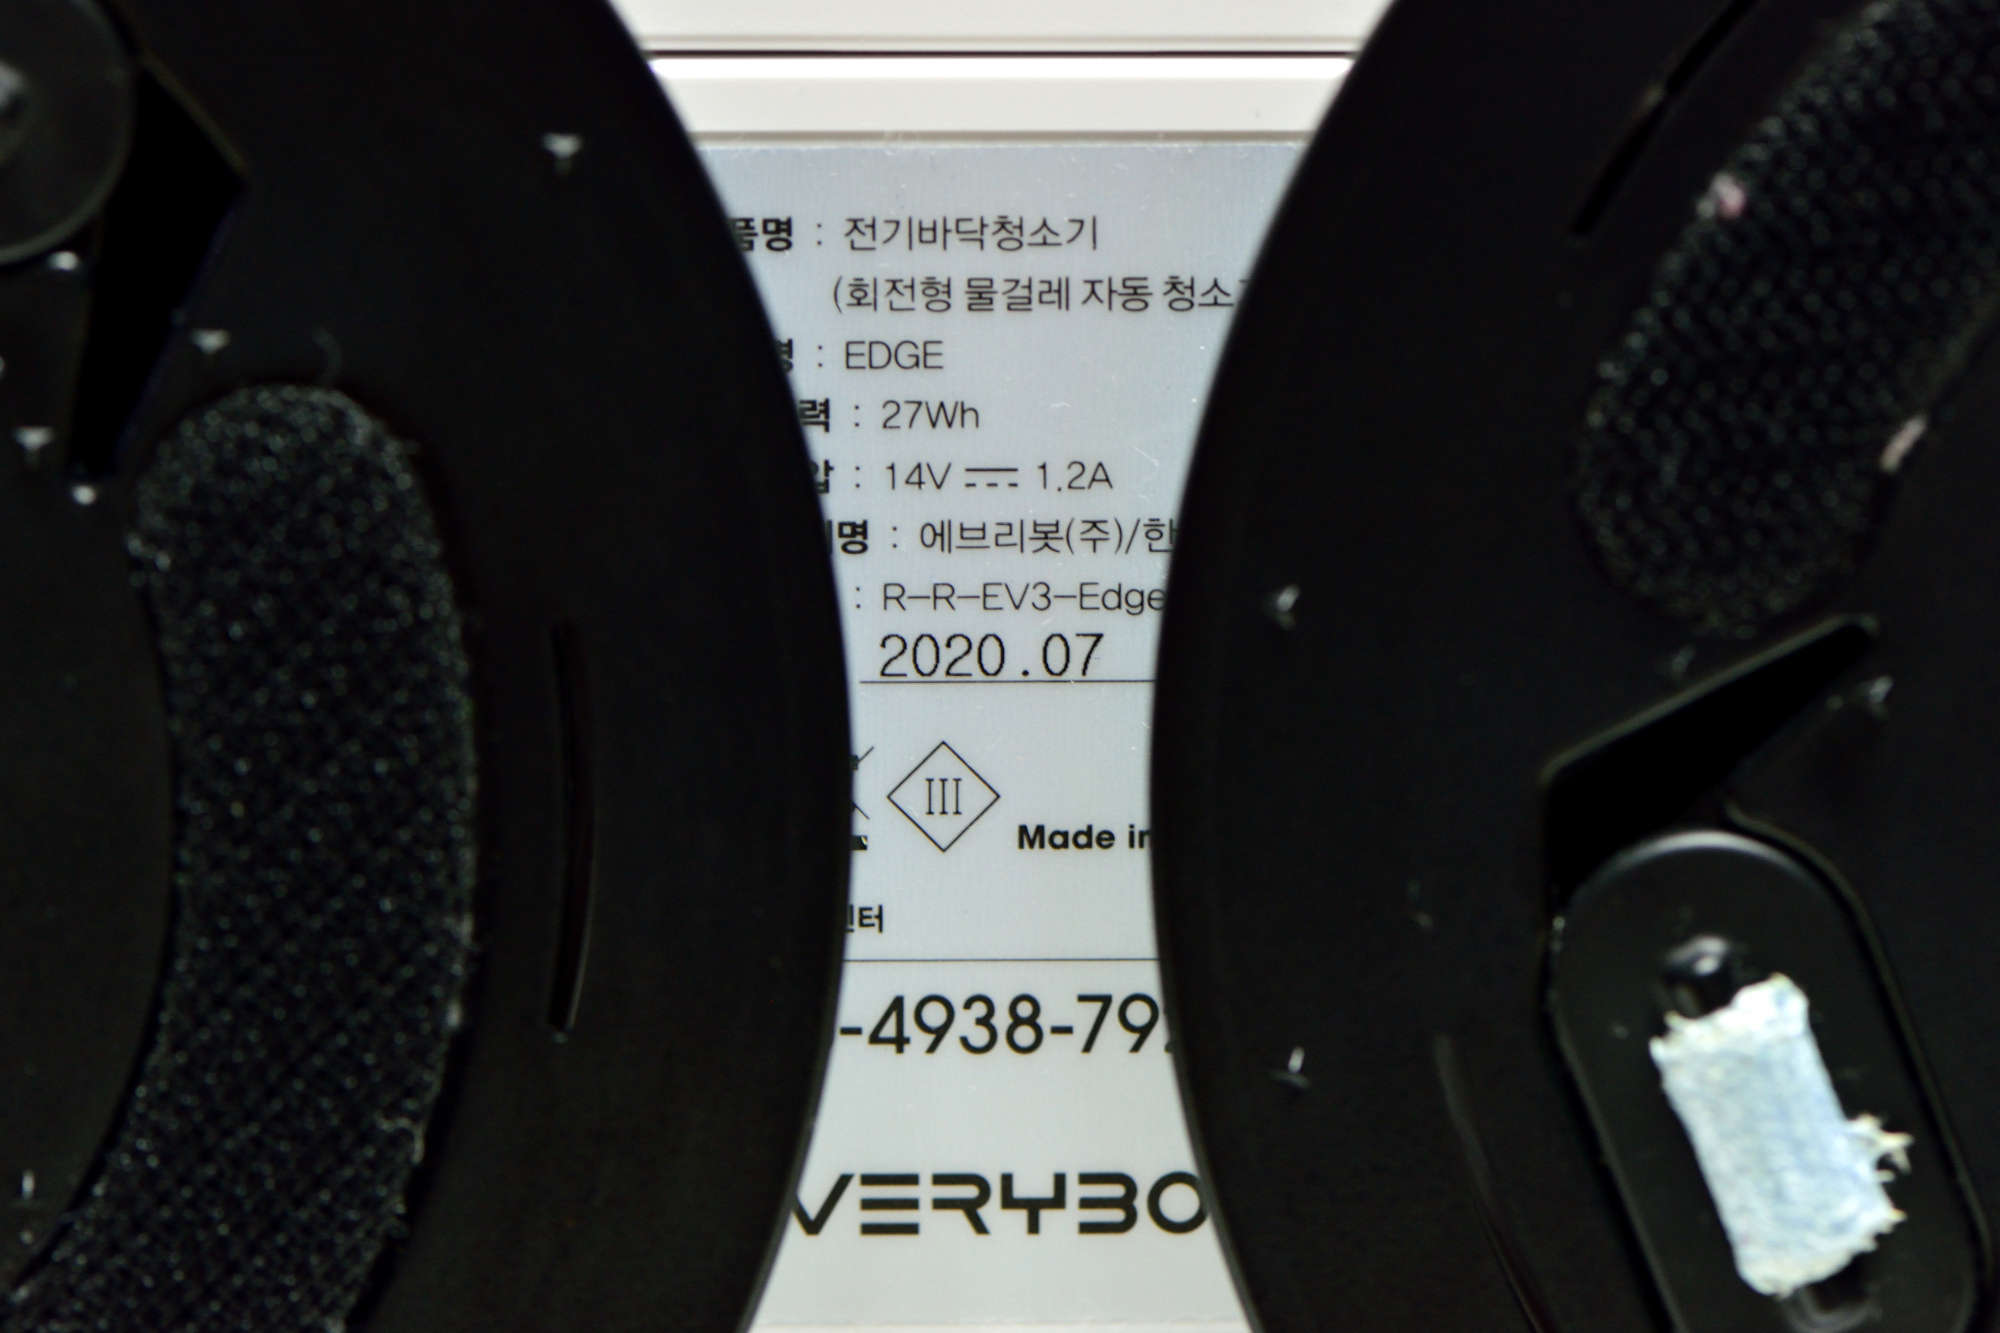 품명 : 전기바닥청소기
(회전형 물걸레 자동 청소
명 : EDGE
력 : 27Wh
압 : 14V 1.2A
명 : 에브리봇(주)/한
: R-R-EV3-Edge
2020.07
III
Made in
터
-4938-79
VERYBO